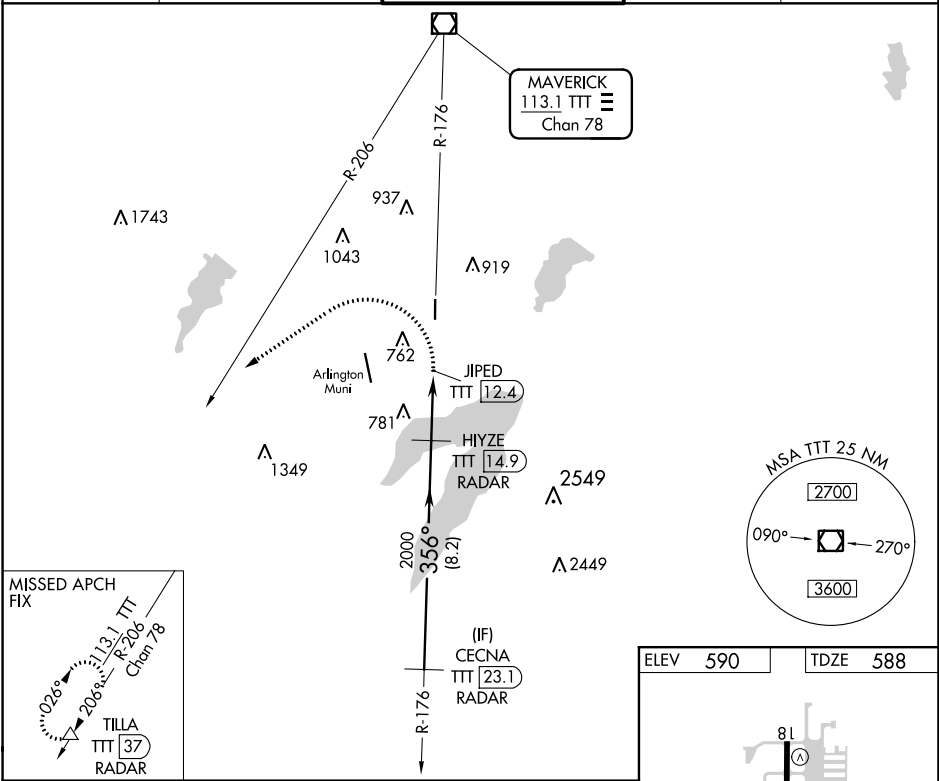 MAVERICK
113.1 TTT
Chan 78
R-206
R-176
937
1743
1043
919
762
Arlington
Muni
JIPED
TTT 12.4
781
HIYZE
TTT 14.9
RADAR
1349
2549
2449
2000
356°
(8.2)
MSA TTT 25 NM
2700
090°
270°
3600
(IF)
CECNA
TTT 23.1
RADAR
R-176
MISSED APCH
FIX
113.1 TTT
R-206
Chan 78
026°
206°
TILLA
TTT 37
RADAR
ELEV 590
TDZE 588
18
V